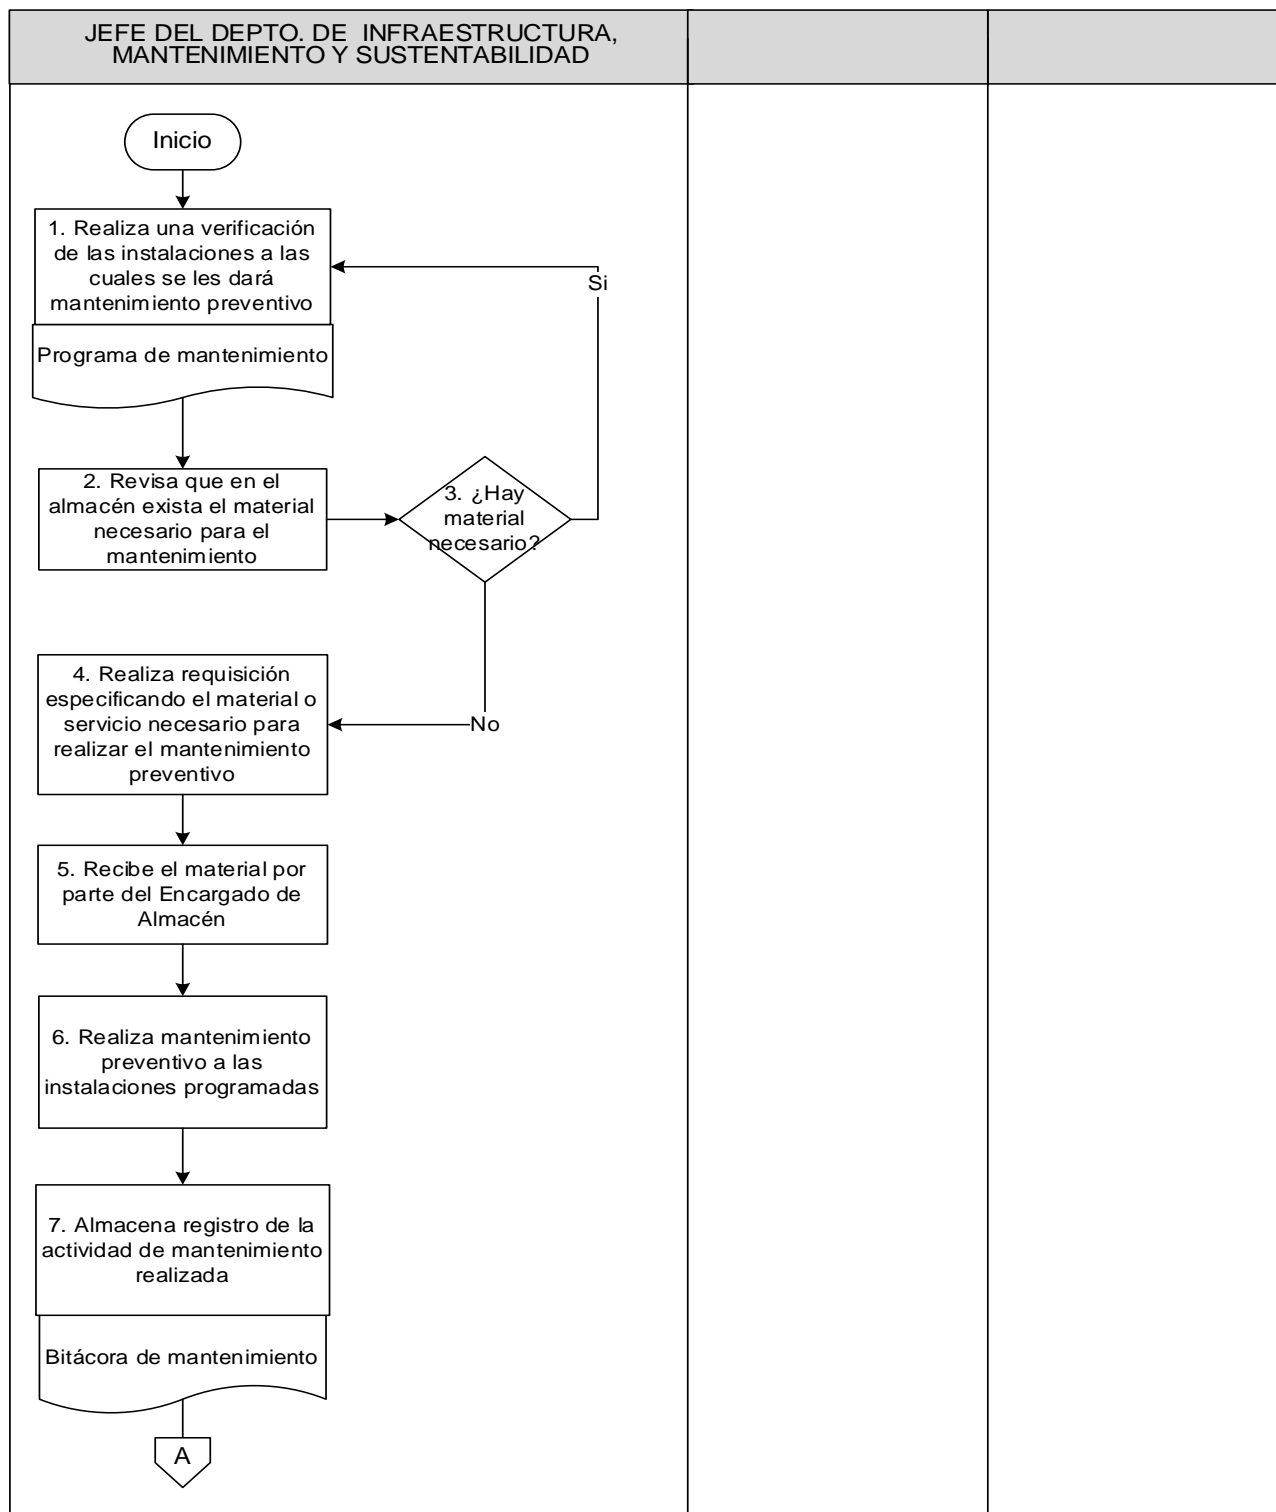 JEFE DEL DEPTO. DE INFRAESTRUCTURA,
MANTENIMIENTO Y SUSTENTABILIDAD
Inicio
1. Realiza una verificación
de las instalaciones a las
cuales se les dará
mantenimiento preventivo
Si
Programa de mantenimiento
2. Revisa que en el
almacén exista el material
necesario para el
mantenimiento
3. ¿Hay
material
necesario?
4. Realiza requisición
especificando el material o
servicio necesario para
realizar el mantenimiento
preventivo
No
5. Recibe el material por
parte del Encargado de
Almacén
6. Realiza mantenimiento
preventivo a las
instalaciones programadas
7. Almacena registro de la
actividad de mantenimiento
realizada
Bitácora de mantenimiento
A